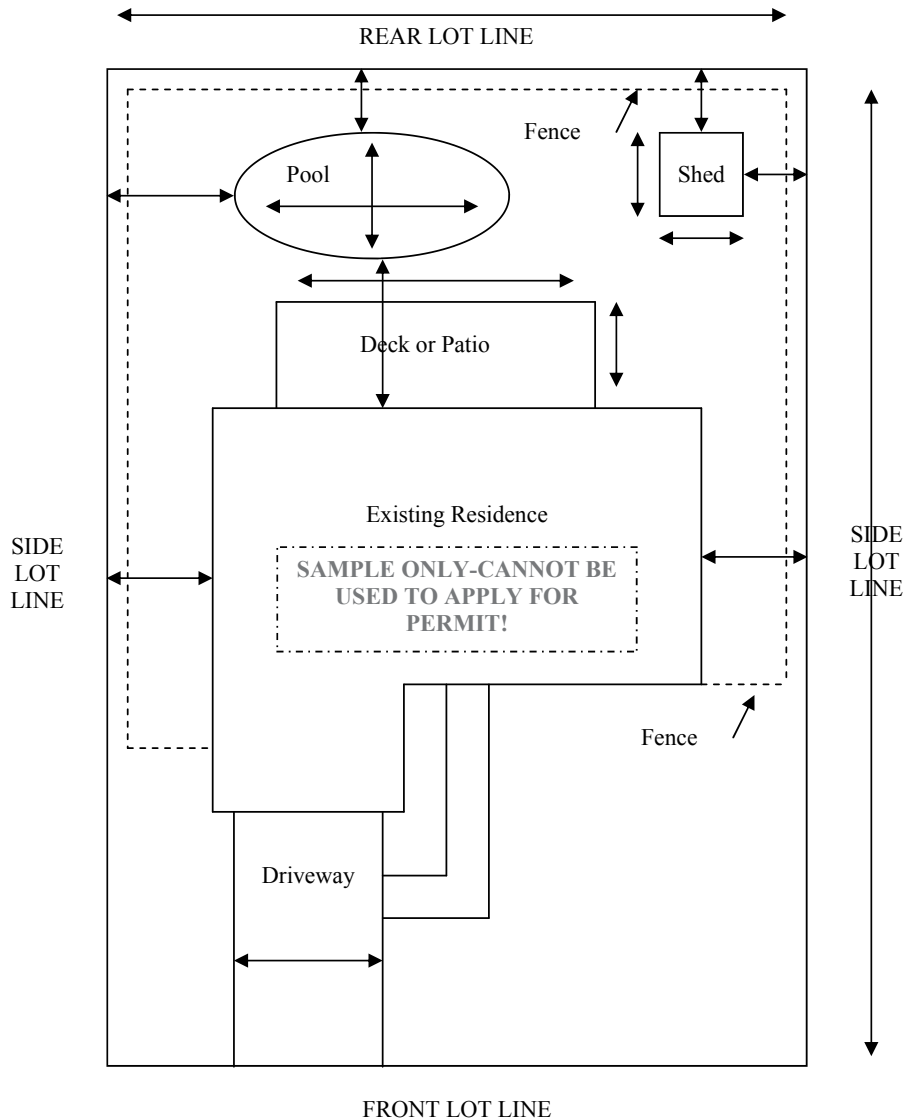 REAR LOT LINE
Fence
Pool
Shed
Deck or Patio
Existing Residence
SIDE
LOT
LINE
SAMPLE ONLY-CANNOT BE
USED TO APPLY FOR
PERMIT!
SIDE
LOT
LINE
Fence
Driveway
FRONT LOT LINE